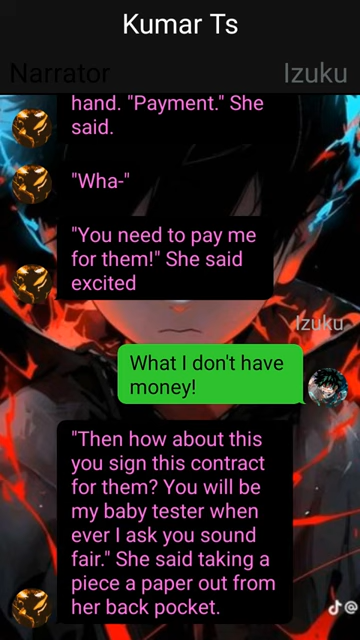 Kumar Ts
Narrator
Izuku
hand. "Payment." She
said.
"Wha-"
"You need to pay me
for them!" She said
excited
Izuku
What I don't have
money!
"Then how about this
you sign this contract
for them? You will be
my baby tester when
ever I ask you sound
fair." She said taking a
piece a paper out from
her back pocket.
@